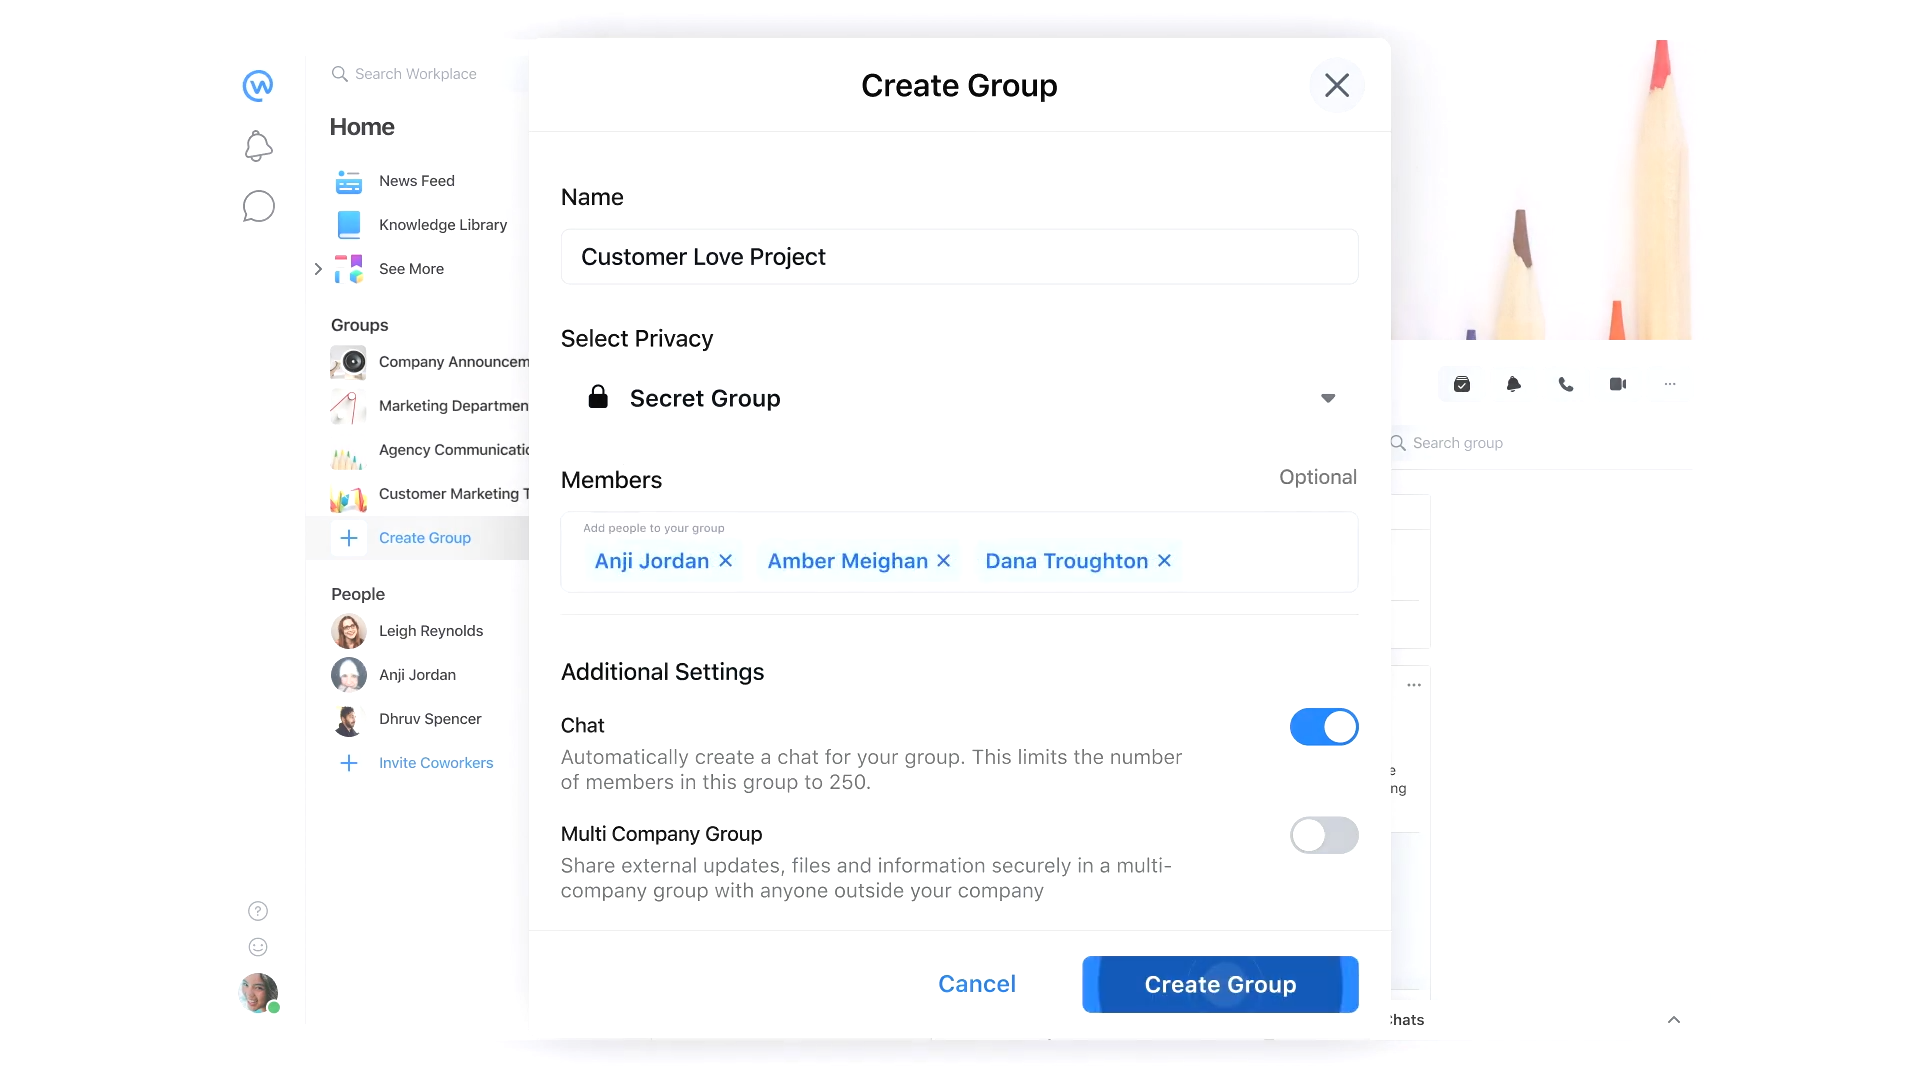 Search Workplace
Home
News Feed
Knowledge Library
See More
Groups
Company Announcem
Marketing Departmen
Agency Communicatio
Customer Marketing T
Create Group
People
Leigh Reynolds
Anji Jordan
Dhruv Spencer
Invite Coworkers
Create Group
Name
Customer Love Project
Select Privacy
Secret Group
Members
Optional
Add people to your group
Anji Jordan
Amber Meighan
Dana Troughton
Additional Settings
Chat
Automatically create a chat for your group. This limits the number
of members in this group to 250.
Multi Company Group
Share external updates, files and information securely in a multi-
company group with anyone outside your company
Cancel
Create Group
Search group
e
ng
hats